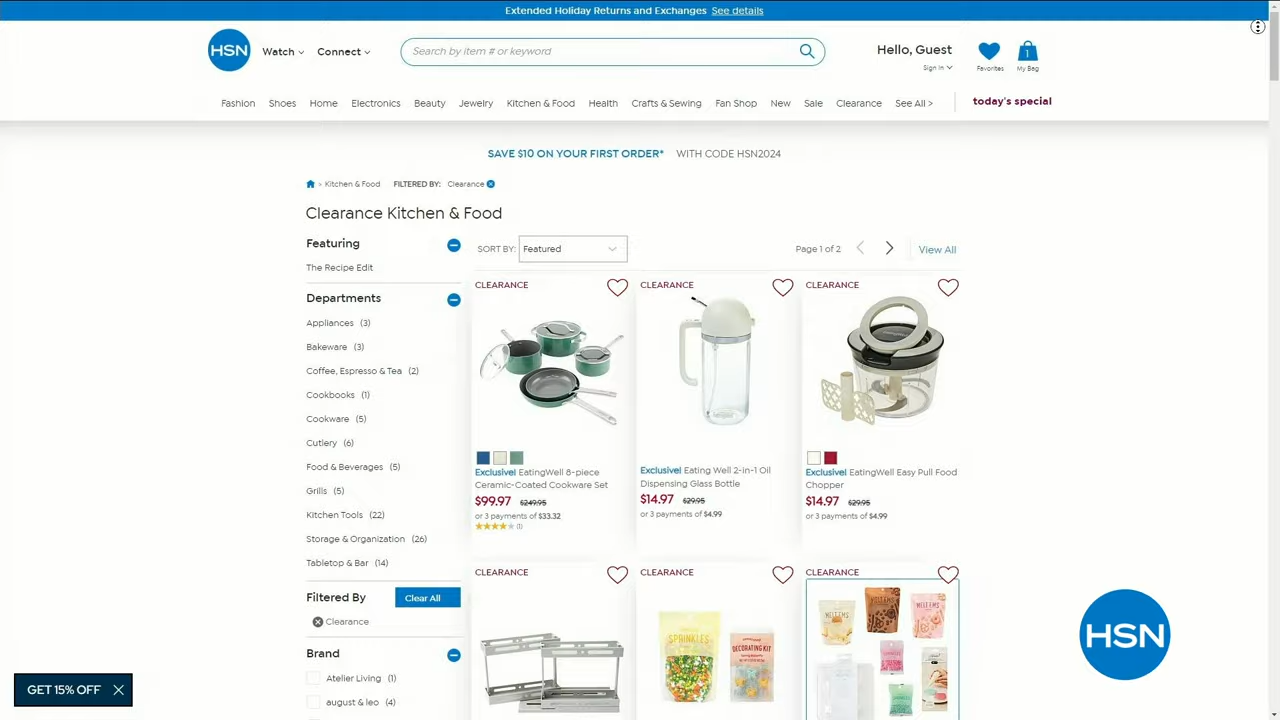 Extended Holiday Returns and Exchanges See details
HSN
Watch
Connect
Search by item # or keyword
Hello, Guest
Sign In
Favorites
1
My Bag
Fashion Shoes Home Electronics Beauty Jewelry Kitchen & Food Health Crafts & Sewing Fan Shop New Sale Clearance See All >
today's special
SAVE $10 ON YOUR FIRST ORDER* WITH CODE HSN2024
> Kitchen & Food FILTERED BY: Clearance
Clearance Kitchen & Food
Featuring
The Recipe Edit
Departments
Appliances (3)
Bakeware (3)
Coffee, Espresso & Tea (2)
Cookbooks (1)
Cookware (5)
Cutlery (6)
Food & Beverages (5)
Grills (5)
Kitchen Tools (22)
Storage & Organization (26)
Tabletop & Bar (14)
Filtered By
Clear All
Clearance
Brand
Atelier Living (1)
august & leo (4)
SORT BY: Featured
Page 1 of 2
View All
CLEARANCE
Exclusive! EatingWell 8-piece
Ceramic-Coated Cookware Set
$99.97 $249.95
or 3 payments of $33.32
(1)
CLEARANCE
Exclusive! Eating Well 2-in-1 Oil
Dispensing Glass Bottle
$14.97 $29.95
or 3 payments of $4.99
CLEARANCE
Exclusive! EatingWell Easy Pull Food
Chopper
$14.97 $29.95
or 3 payments of $4.99
CLEARANCE
CLEARANCE
SPRINKLES
DECORATING KIT
CLEARANCE
MELT'EMS
MELT'EMS
MELT'EMS
SPRINKLES
GET 15% OFF
HSN